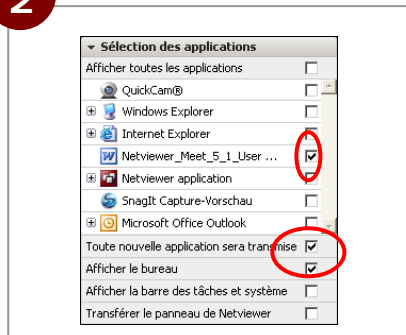 2
Sélection des applications
Afficher toutes les applications
QuickCam®
Windows Explorer
Internet Explorer
Netviewer_Meet_5_1_User ...
Netviewer application
SnagIt Capture-Vorschau
Microsoft Office Outlook
Toute nouvelle application sera transmise
Afficher le bureau
Afficher la barre des tâches et système
Transférer le panneau de Netviewer